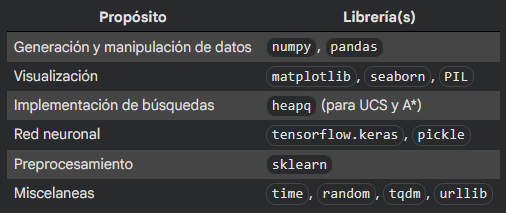 Propósito Librería(s)
Generación y manipulación de datos numpy, pandas
Visualización matplotlib, seaborn, PIL
Implementación de búsquedas heapq (para UCS y A*)
Red neuronal tensorflow.keras, pickle
Preprocesamiento sklearn
Misceláneas time, random, tqdm, urllib